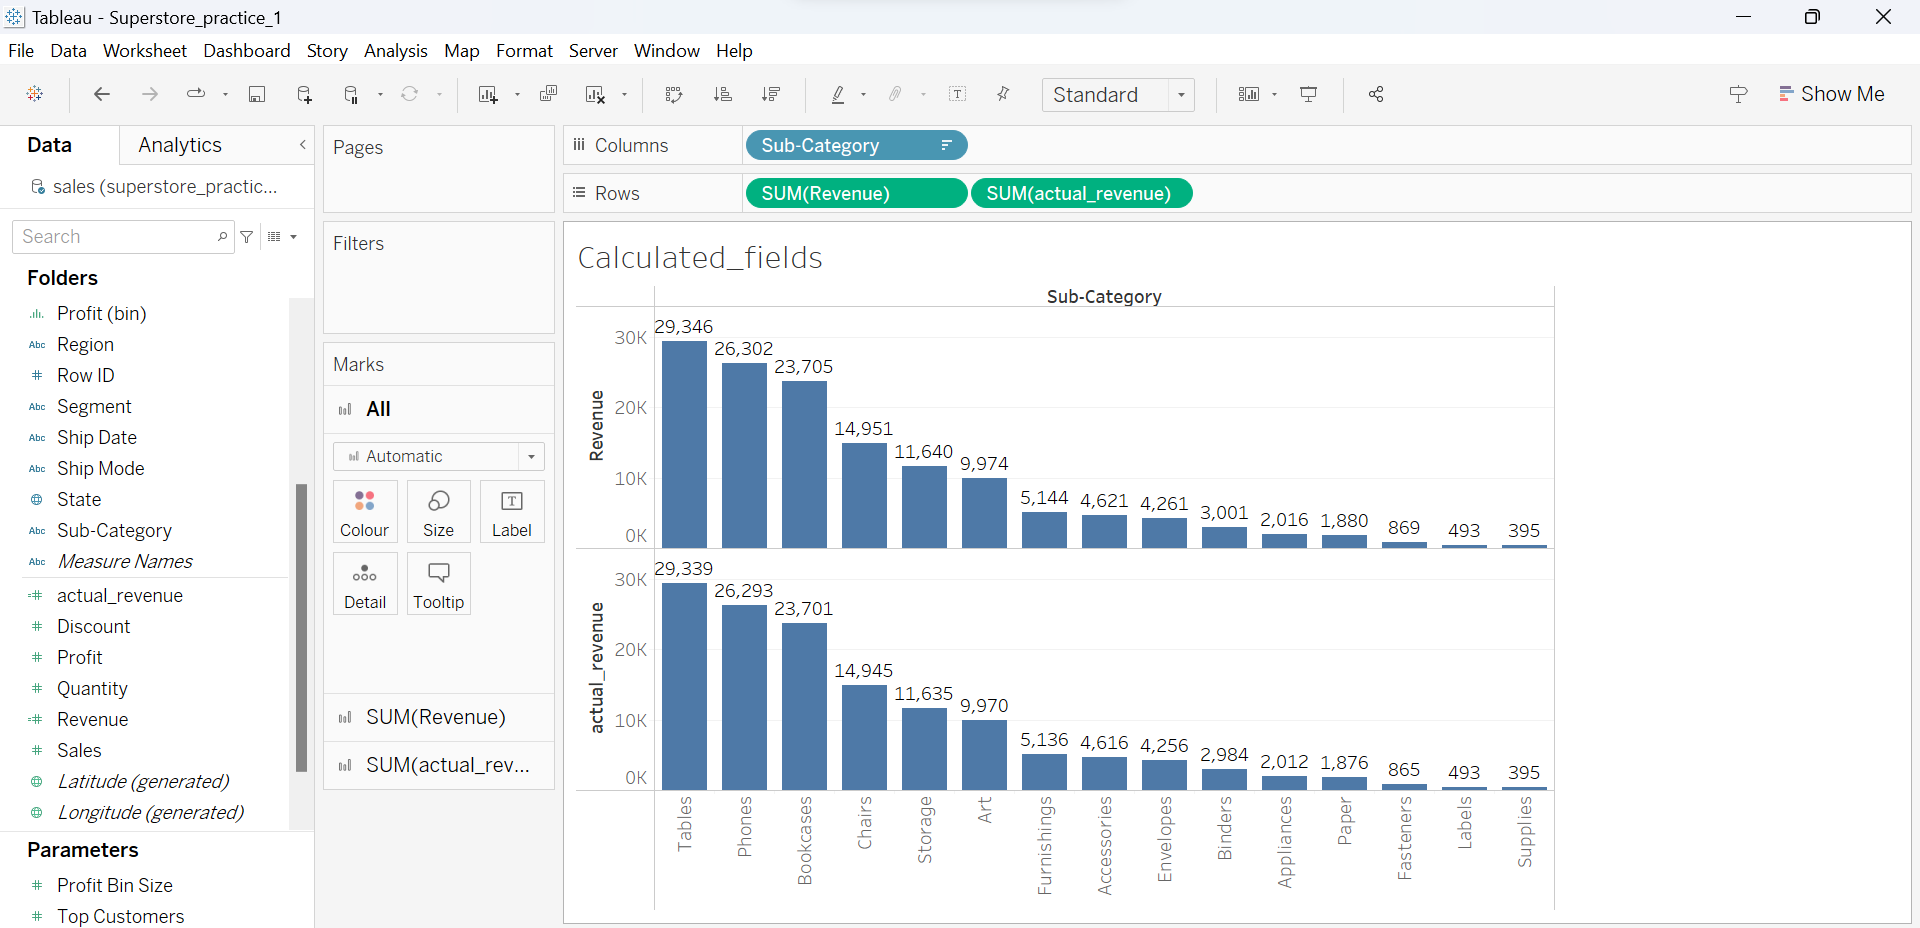 Tableau - Superstore_practice_1
File Data Worksheet Dashboard Story Analysis Map Format Server Window Help
Standard
Show Me
Data
Analytics
sales (superstore_practic...
Search
Folders
Profit (bin)
Abc Region
Row ID
Abc Segment
Abc Ship Date
Abc Ship Mode
State
Abc Sub-Category
Abc Measure Names
actual_revenue
Discount
Profit
Quantity
Revenue
Sales
Latitude (generated)
Longitude (generated)
Parameters
Profit Bin Size
Top Customers
Pages
Filters
Marks
All
Automatic
Colour
Size
T
Label
Detail
Tooltip
SUM(Revenue)
SUM(actual_rev...
Columns
Sub-Category
Rows
SUM(Revenue)
SUM(actual_revenue)
Calculated_fields
Sub-Category
Revenue
30K
20K
10K
0K
29,346
26,302
23,705
14,951
11,640
9,974
5,144
4,621
4,261
3,001
2,016
1,880
869
493
395
actual_revenue
30K
20K
10K
0K
29,339
26,293
23,701
14,945
11,635
9,970
5,136
4,616
4,256
2,984
2,012
1,876
865
493
395
Tables
Phones
Bookcases
Chairs
Storage
Art
Furnishings
Accessories
Envelopes
Binders
Appliances
Paper
Fasteners
Labels
Supplies